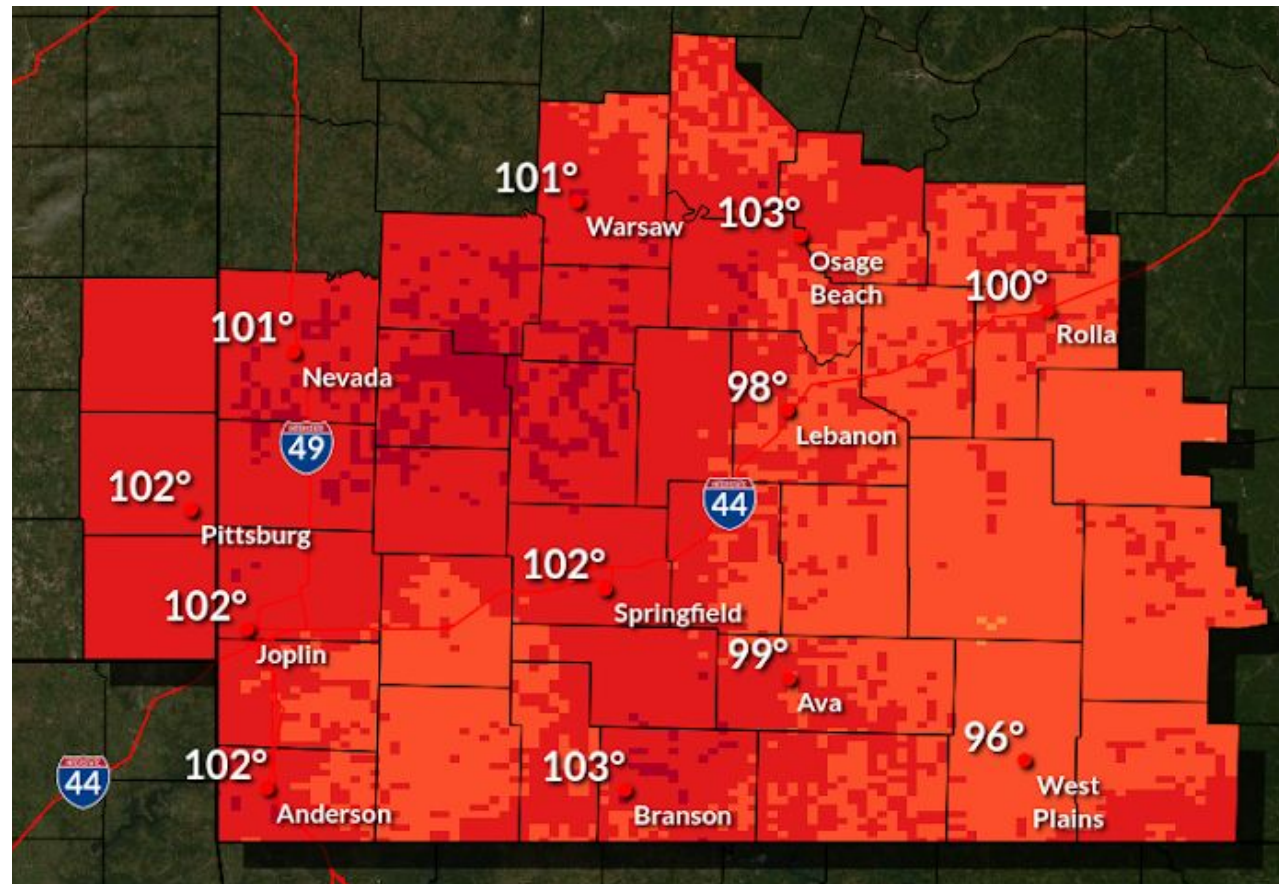 101°
Warsaw
103°
Osage
Beach
100°
Rolla
101°
Nevada
98°
Lebanon
49
102°
Pittsburg
44
102°
Springfield
102°
Joplin
99°
Ava
96°
West
Plains
44
102°
Anderson
103°
Branson